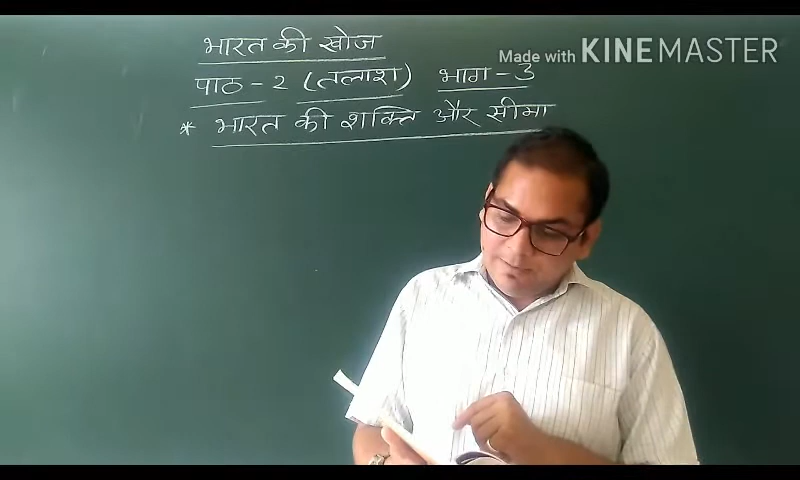 भारत की खोज
Made with KINEMASTER
पाठ - 2 (तलाश) भाग - 3
* भारत की शक्ति और सीमा